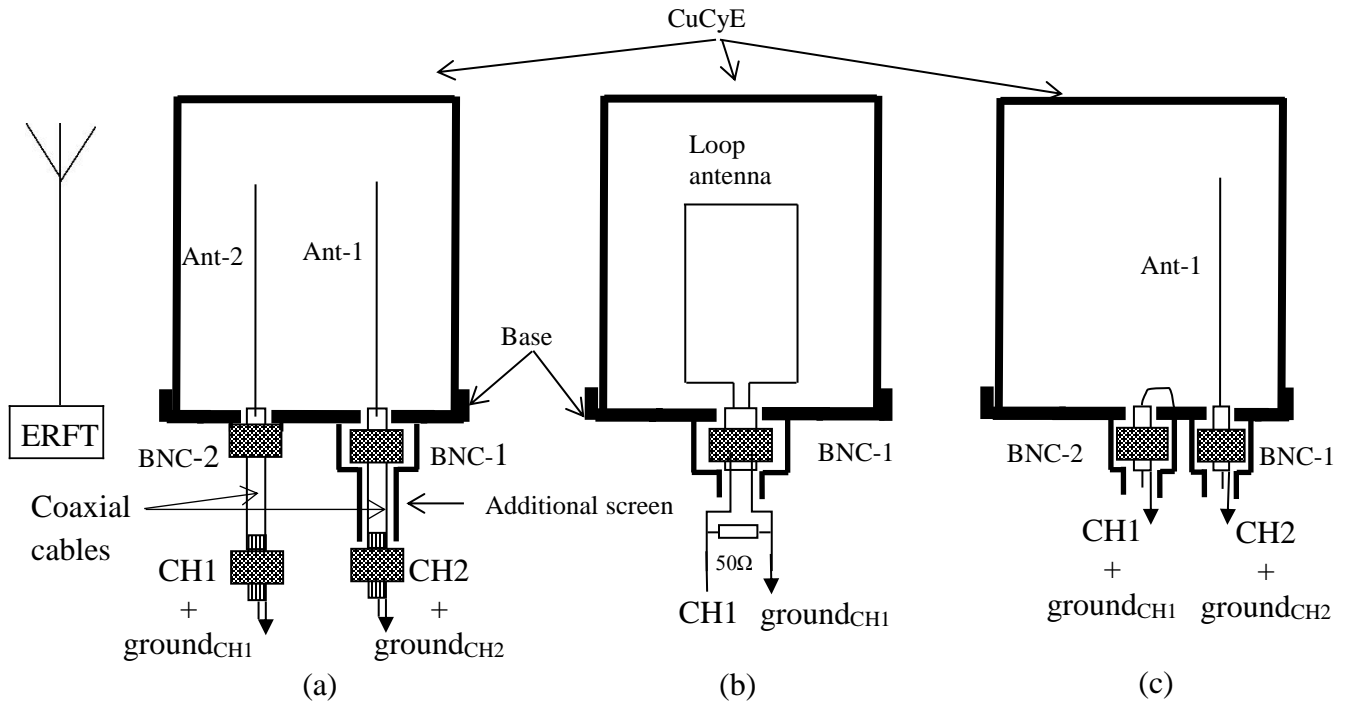 CuCyE
Ant-2
Ant-1
ERFT
BNC-2
BNC-1
Coaxial
cables
Additional screen
CH1
+
groundCH1
CH2
+
groundCH2
(a)
Base
Loop
antenna
BNC-1
50Ω
CH1
groundCH1
(b)
Ant-1
BNC-2
BNC-1
CH1
+
groundCH1
CH2
+
groundCH2
(c)